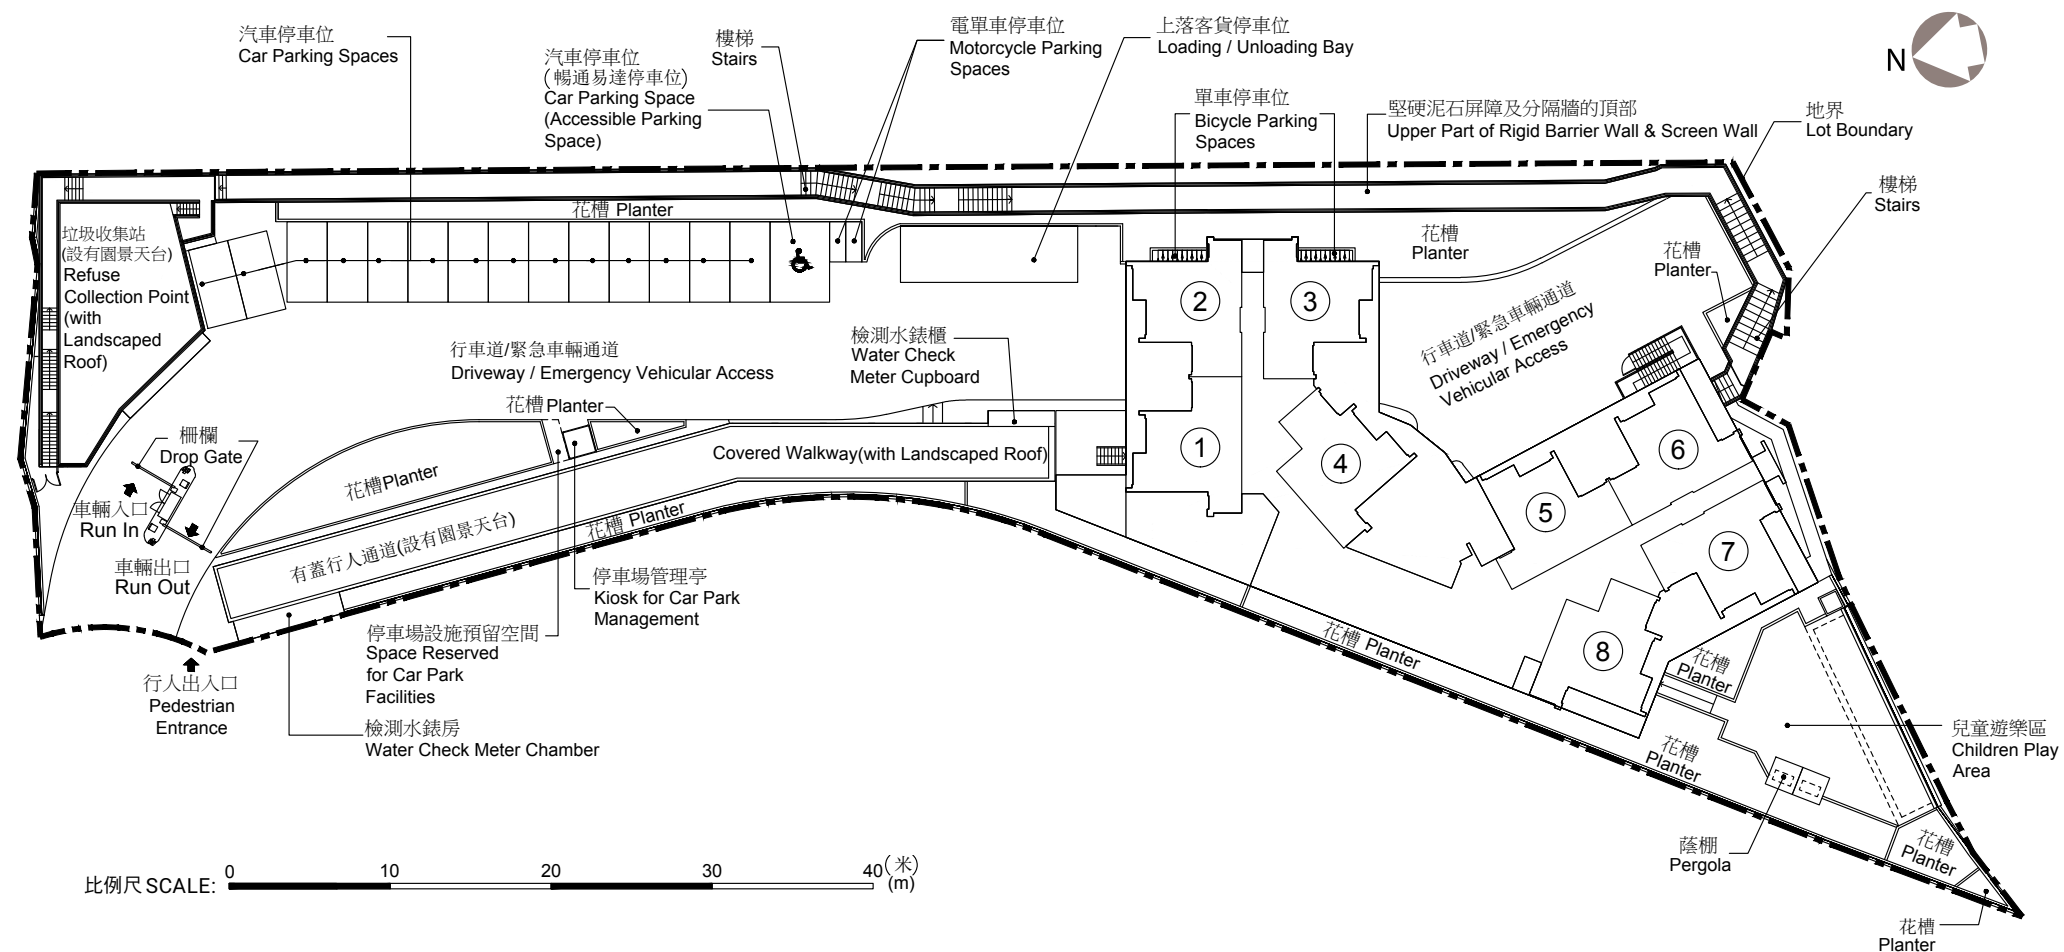 汽車停車位
Car Parking Spaces
汽車停車位
(暢通易達停車位)
Car Parking Space
(Accessible Parking
Space)
樓梯
Stairs
電單車停車位
Motorcycle Parking
Spaces
上落客貨停車位
Loading / Unloading Bay
單車停車位
Bicycle Parking
Spaces
堅硬泥石屏障及分隔牆的頂部
Upper Part of Rigid Barrier Wall & Screen Wall
地界
Lot Boundary
N
樓梯
Stairs
花槽 Planter
花槽
Planter
花槽
Planter
垃圾收集站
(設有園景天台)
Refuse
Collection Point
(with
Landscaped
Roof)
行車道/緊急車輛通道
Driveway / Emergency Vehicular Access
檢測水錶櫃
Water Check
Meter Cupboard
行車道/緊急車輛通道
Driveway / Emergency
Vehicular Access
2
3
1
4
5
6
7
8
花槽 Planter
柵欄
Drop Gate
花槽 Planter
Covered Walkway(with Landscaped Roof)
車輛入口
Run In
有蓋行人通道(設有園景天台)
花槽 Planter
車輛出口
Run Out
停車場管理亭
Kiosk for Car Park
Management
停車場設施預留空間
Space Reserved
for Car Park
Facilities
行人出入口
Pedestrian
Entrance
檢測水錶房
Water Check Meter Chamber
花槽 Planter
花槽
Planter
花槽
Planter
兒童遊樂區
Children Play
Area
蔭棚
Pergola
花槽
Planter
花槽
Planter
比例尺 SCALE:
0 10 20 30 40 (米)
(m)